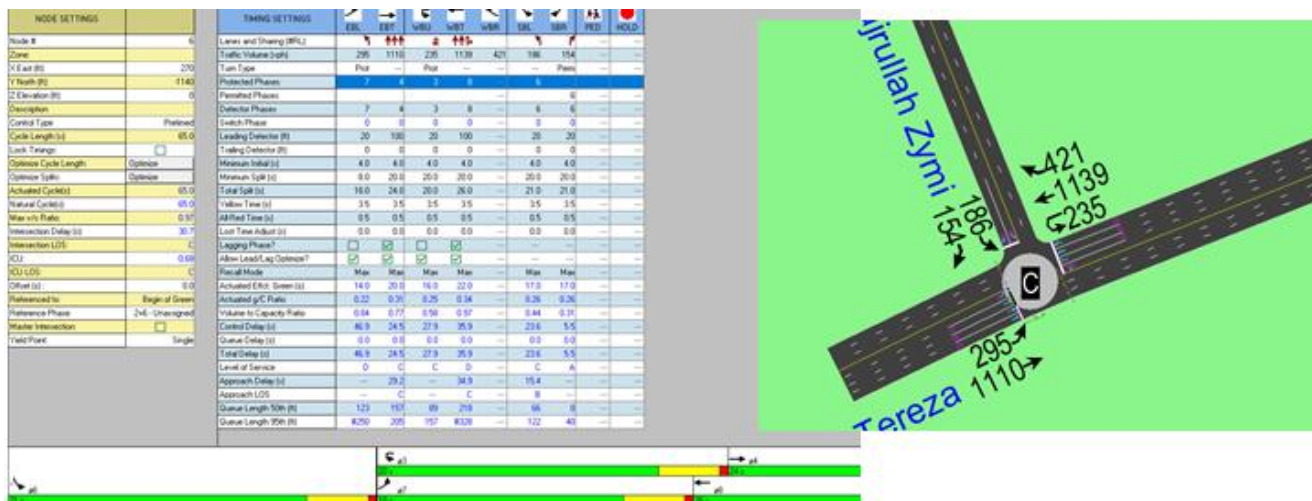 NODE SETTINGS
Node # 6
Zone:
X East (ft): 270
Y North (ft): -1140
Z Elevation (ft): 0
Description
Control Type Pretimed
Cycle Length (s): 65.0
Lock Timings:
Optimize Cycle Length: Optimize
Optimize Splits: Optimize
Actuated Cycle(s): 65.0
Natural Cycle(s): 65.0
Max v/c Ratio: 0.97
Intersection Delay (s): 30.7
Intersection LOS: C
ICU: 0.68
ICU LOS: C
Offset (s) : 0.0
Referenced to: Begin of Green
Reference Phase 2+6 - Unassigned
Master Intersection
Yield Point: Single
TIMING SETTINGS EBL EBT WBU WBT WBR SBL SBR PED HOLD
Lanes and Sharing (#RL)
Traffic Volume (vph) 295 1110 235 1139 421 186 154
Turn Type Prot — Prot — — — Perm
Protected Phases 7 4 3 8 6
Permitted Phases 6
Detector Phases 7 4 3 8 — 6 6
Switch Phase 0 0 0 0 — 0 0
Leading Detector (ft) 20 100 20 100 — 20 20
Trailing Detector (ft) 0 0 0 0 — 0 0
Minimum Initial (s) 4.0 4.0 4.0 4.0 — 4.0 4.0
Minimum Split (s) 8.0 20.0 20.0 20.0 — 20.0 20.0
Total Split (s) 18.0 24.0 20.0 26.0 — 21.0 21.0
Yellow Time (s) 3.5 3.5 3.5 3.5 — 3.5 3.5
All-Red Time (s) 0.5 0.5 0.5 0.5 — 0.5 0.5
Lost Time Adjust (s) 0.0 0.0 0.0 0.0 — 0.0 0.0
Lagging Phase?
Allow Lead/Lag Optimize?
Recall Mode Max Max Max Max — Max Max
Actuated Effct. Green (s) 14.0 20.0 16.0 22.0 — 17.0 17.0
Actuated g/C Ratio 0.22 0.31 0.25 0.34 — 0.26 0.26
Volume to Capacity Ratio 0.84 0.77 0.58 0.97 — 0.44 0.31
Control Delay (s) 46.9 24.5 27.9 35.9 — 23.6 5.5
Queue Delay (s) 0.0 0.0 0.0 0.0 — 0.0 0.0
Total Delay (s) 46.9 24.5 27.9 35.9 — 23.6 5.5
Level of Service D C C D — C A
Approach Delay (s) — 29.2 — 34.9 — 15.4 —
Approach LOS — C — C — B —
Queue Length 50th (ft) 123 157 89 218 — 66 0
Queue Length 95th (ft) #250 205 157 #328 — 122 40
ø3
ø4
ø6
ø7
ø8
Ajrullah Zymi
421
1139
235
186
154
C
295
1110
Tereza